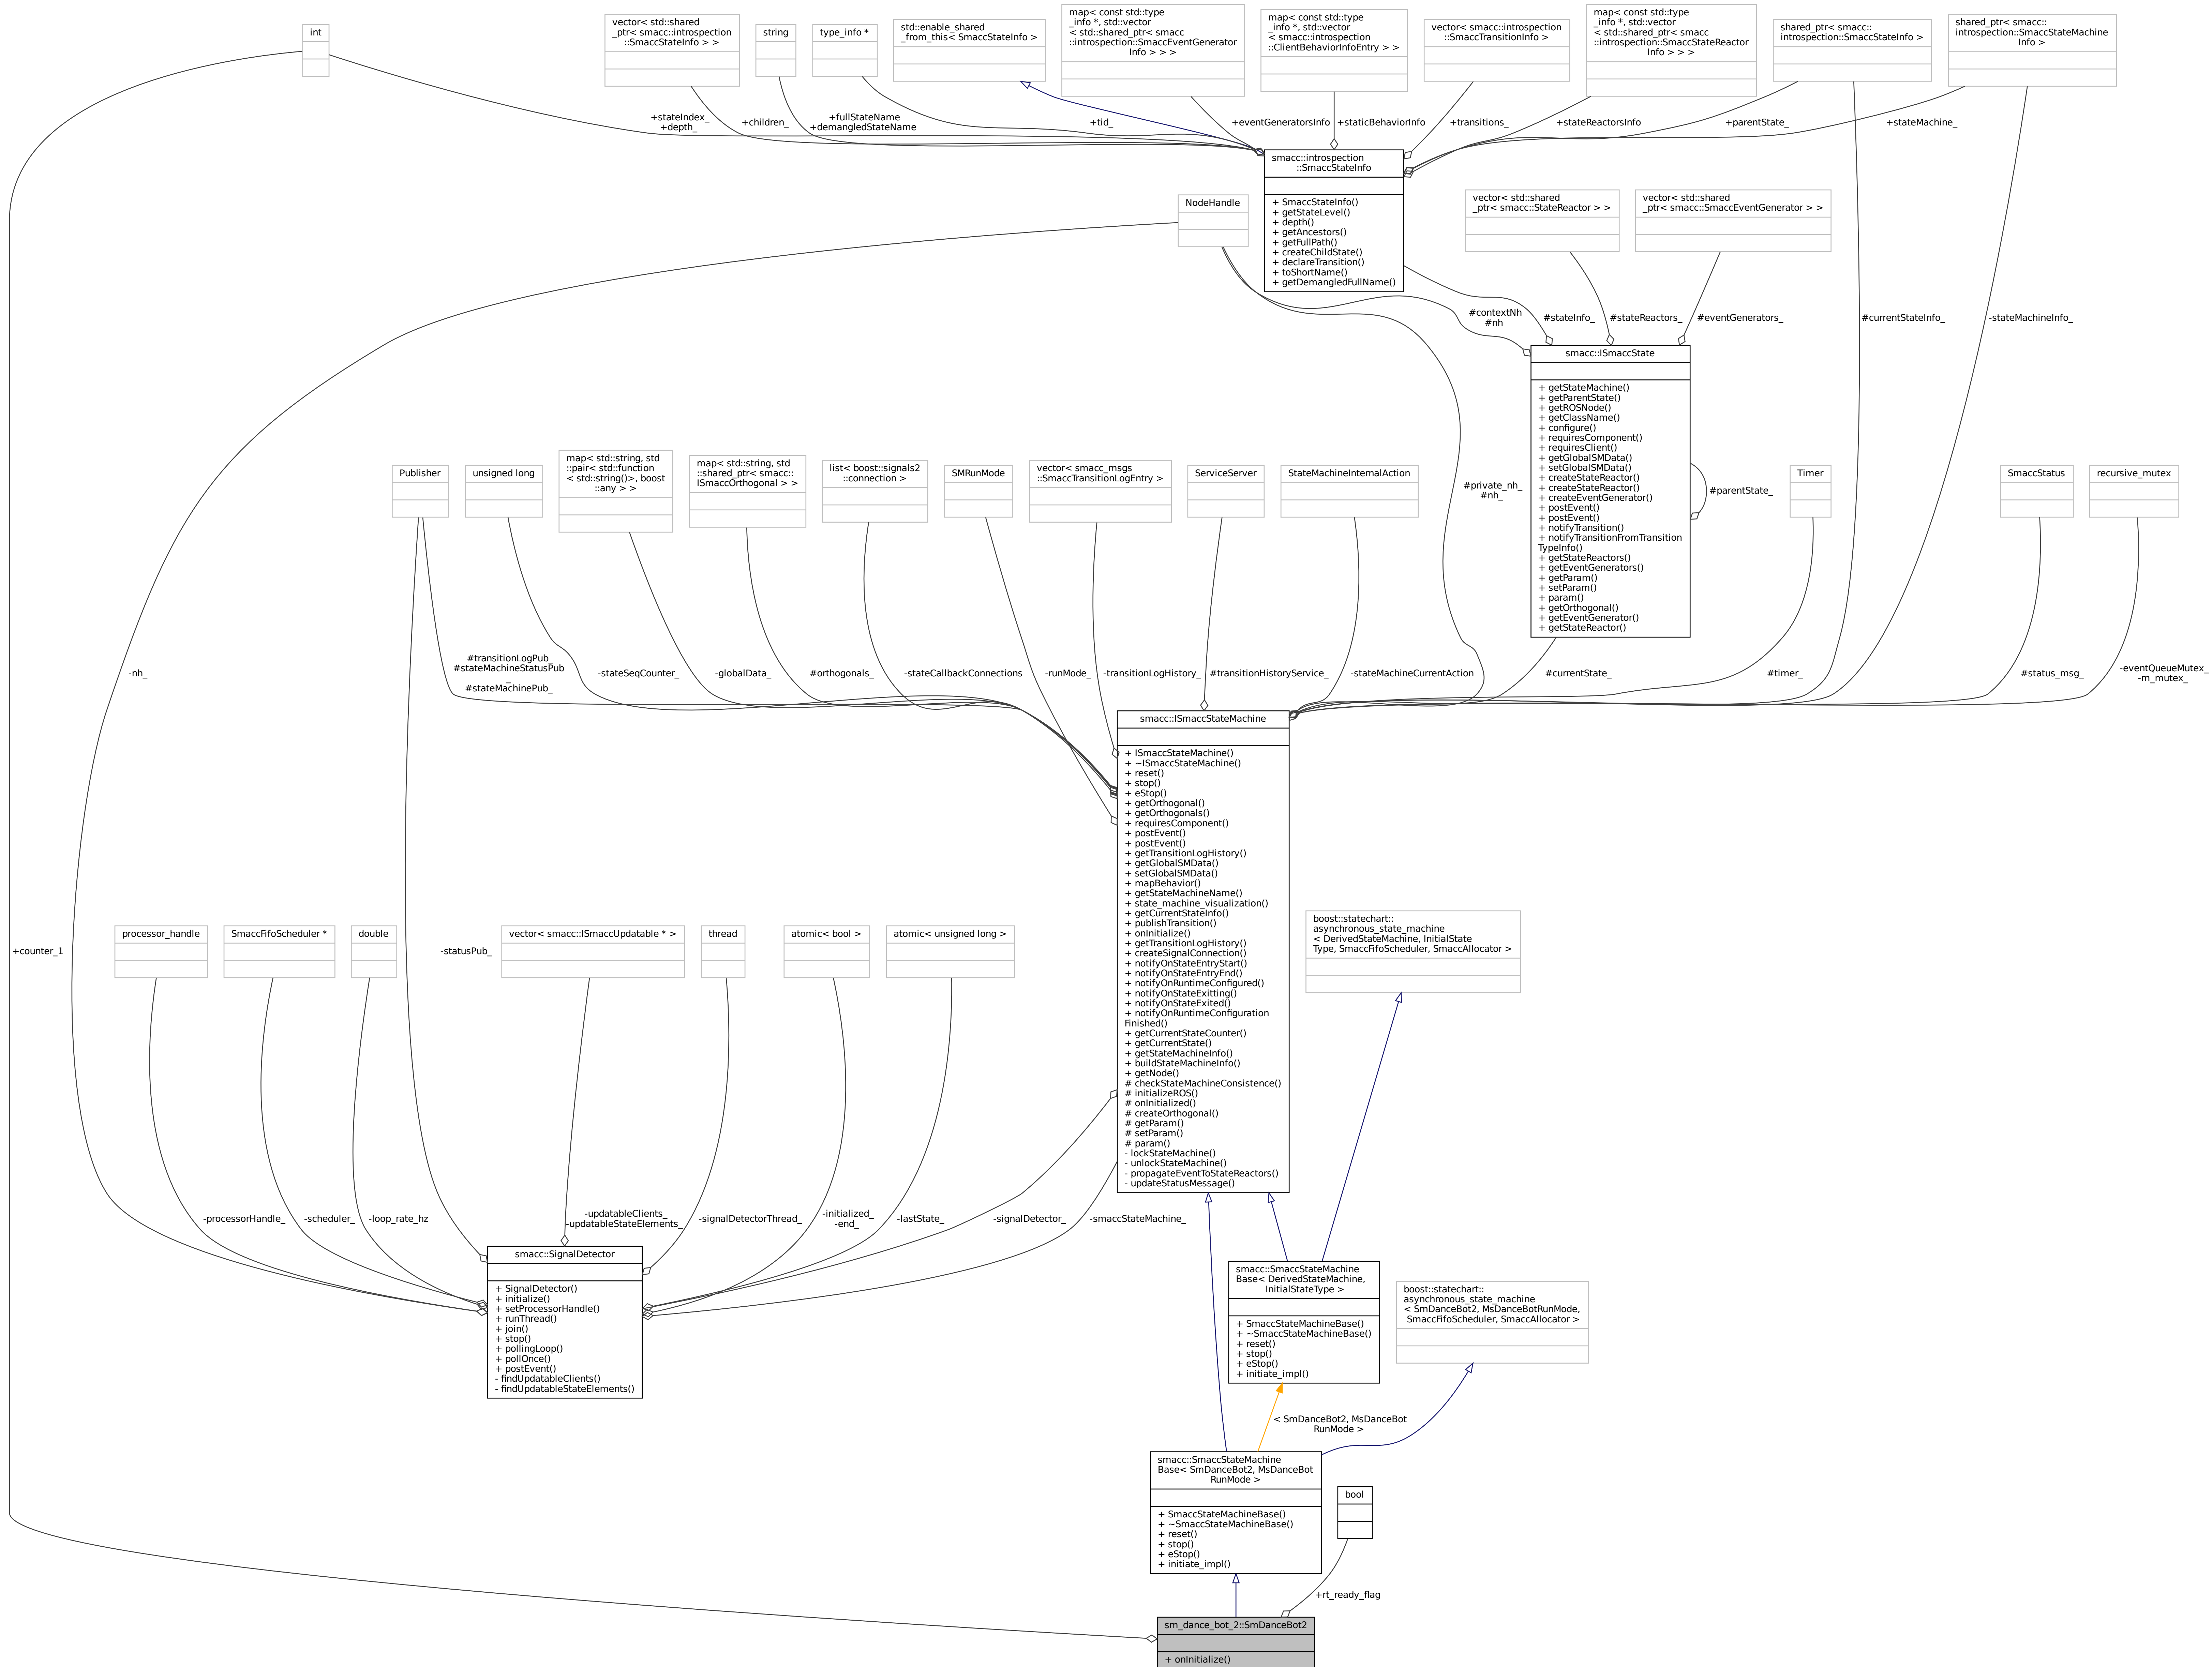 int
vector< std::shared
_ptr< smacc::introspection
::SmaccStateInfo > >
string
type_info *
std::enable_shared
_from_this< SmaccStateInfo >
map< const std::type
_info *, std::vector
< std::shared_ptr< smacc
::introspection::SmaccEventGenerator
Info > > >
map< const std::type
_info *, std::vector
< smacc::introspection
::ClientBehaviorInfoEntry > >
vector< smacc::introspection
::SmaccTransitionInfo >
map< const std::type
_info *, std::vector
< std::shared_ptr< smacc
::introspection::SmaccStateReactor
Info > > >
shared_ptr< smacc::
introspection::SmaccStateInfo >
shared_ptr< smacc::
introspection::SmaccStateMachine
Info >
+stateIndex_
+depth_
+children_
+fullStateName
+demangledStateName
+tid_
+eventGeneratorsInfo
+staticBehaviorInfo
+transitions_
+stateReactorsInfo
+parentState_
+stateMachine_
smacc::introspection
::SmaccStateInfo
+ SmaccStateInfo()
+ getStateLevel()
+ depth()
+ getAncestors()
+ getFullPath()
+ createChildState()
+ declareTransition()
+ toShortName()
+ getDemangledFullName()
NodeHandle
vector< std::shared
_ptr< smacc::StateReactor > >
vector< std::shared
_ptr< smacc::SmaccEventGenerator > >
#contextNh
#nh
#stateInfo_
#stateReactors_
#eventGenerators_
#currentStateInfo_
-stateMachineInfo_
smacc::ISmaccState
+ getStateMachine()
+ getParentState()
+ getROSNode()
+ getClassName()
+ configure()
+ requiresComponent()
+ requiresClient()
+ getGlobalSMData()
+ setGlobalSMData()
+ createStateReactor()
+ createStateReactor()
+ createEventGenerator()
+ postEvent()
+ postEvent()
+ notifyTransition()
+ notifyTransitionFromTransition
TypeInfo()
+ getStateReactors()
+ getEventGenerators()
+ getParam()
+ setParam()
+ param()
+ getOrthogonal()
+ getEventGenerator()
+ getStateReactor()
#parentState_
Publisher
unsigned long
map< std::string, std
::pair< std::function
< std::string()>, boost
::any > >
map< std::string, std
::shared_ptr< smacc::
ISmaccOrthogonal > >
list< boost::signals2
::connection >
SMRunMode
vector< smacc_msgs
::SmaccTransitionLogEntry >
ServiceServer
StateMachineInternalAction
#private_nh_
#nh_
Timer
SmaccStatus
recursive_mutex
-nh_
#transitionLogPub_
#stateMachineStatusPub
_
#stateMachinePub_
-stateSeqCounter_
-globalData_
#orthogonals_
-stateCallbackConnections
-runMode_
-transitionLogHistory_
#transitionHistoryService_
-stateMachineCurrentAction
#currentState_
#timer_
#status_msg_
-eventQueueMutex_
-m_mutex_
smacc::ISmaccStateMachine
+ ISmaccStateMachine()
+ ~ISmaccStateMachine()
+ reset()
+ stop()
+ eStop()
+ getOrthogonal()
+ getOrthogonals()
+ requiresComponent()
+ postEvent()
+ postEvent()
+ getTransitionLogHistory()
+ getGlobalSMData()
+ setGlobalSMData()
+ mapBehavior()
+ getStateMachineName()
+ state_machine_visualization()
+ getCurrentStateInfo()
+ publishTransition()
+ onInitialize()
+ getTransitionLogHistory()
+ createSignalConnection()
+ notifyOnStateEntryStart()
+ notifyOnStateEntryEnd()
+ notifyOnRuntimeConfigured()
+ notifyOnStateExitting()
+ notifyOnStateExited()
+ notifyOnRuntimeConfiguration
Finished()
+ getCurrentStateCounter()
+ getCurrentState()
+ getStateMachineInfo()
+ buildStateMachineInfo()
+ getNode()
# checkStateMachineConsistence()
# initializeROS()
# onInitialized()
# createOrthogonal()
# getParam()
# setParam()
# param()
- lockStateMachine()
- unlockStateMachine()
- propagateEventToStateReactors()
- updateStatusMessage()
processor_handle
SmaccFifoScheduler *
double
vector< smacc::ISmaccUpdatable * >
thread
atomic< bool >
atomic< unsigned long >
boost::statechart::
asynchronous_state_machine
< DerivedStateMachine, InitialState
Type, SmaccFifoScheduler, SmaccAllocator >
+counter_1
-statusPub_
-processorHandle_
-scheduler_
-loop_rate_hz
-updatableClients_
-updatableStateElements_
-signalDetectorThread_
-initialized_
-end_
-lastState_
-signalDetector_
-smaccStateMachine_
smacc::SignalDetector
+ SignalDetector()
+ initialize()
+ setProcessorHandle()
+ runThread()
+ join()
+ stop()
+ pollingLoop()
+ pollOnce()
+ postEvent()
- findUpdatableClients()
- findUpdatableStateElements()
smacc::SmaccStateMachine
Base< DerivedStateMachine,
InitialStateType >
+ SmaccStateMachineBase()
+ ~SmaccStateMachineBase()
+ reset()
+ stop()
+ eStop()
+ initiate_impl()
boost::statechart::
asynchronous_state_machine
< SmDanceBot2, MsDanceBotRunMode,
SmaccFifoScheduler, SmaccAllocator >
< SmDanceBot2, MsDanceBot
RunMode >
smacc::SmaccStateMachine
Base< SmDanceBot2, MsDanceBot
RunMode >
+ SmaccStateMachineBase()
+ ~SmaccStateMachineBase()
+ reset()
+ stop()
+ eStop()
+ initiate_impl()
bool
+rt_ready_flag
sm_dance_bot_2::SmDanceBot2
+ onInitialize()